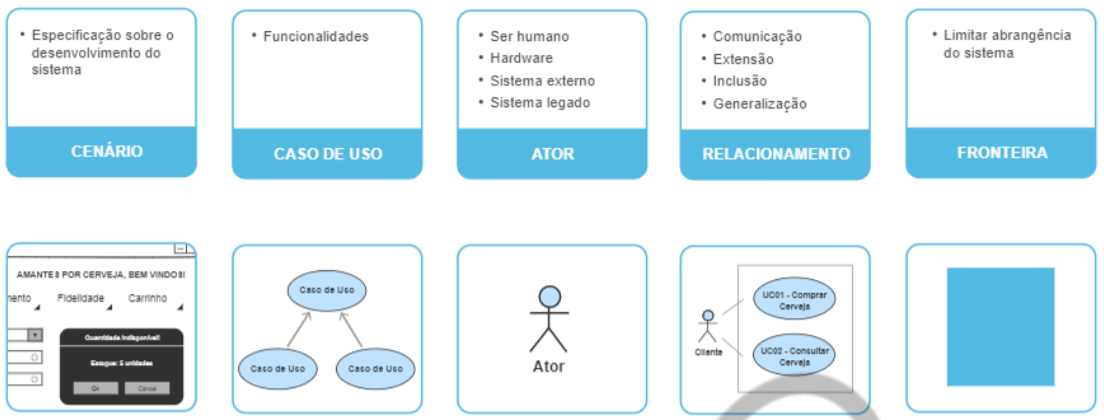 • Especificação sobre o
desenvolvimento do
sistema
CENÁRIO
• Funcionalidades
CASO DE USO
• Ser humano
• Hardware
• Sistema externo
• Sistema legado
ATOR
• Comunicação
• Extensão
• Inclusão
• Generalização
RELACIONAMENTO
• Limitar abrangência
do sistema
FRONTEIRA
AMANTES POR CERVEJA, BEM VINDOS!
mento Fidelidade Carrinho
Quantidade Indisponível!
Estoque: 5 unidades
Ok Cancel
Caso de Uso
Caso de Uso Caso de Uso
Ator
UC01 - Comprar
Cerveja
Cliente
UC02 - Consultar
Cerveja